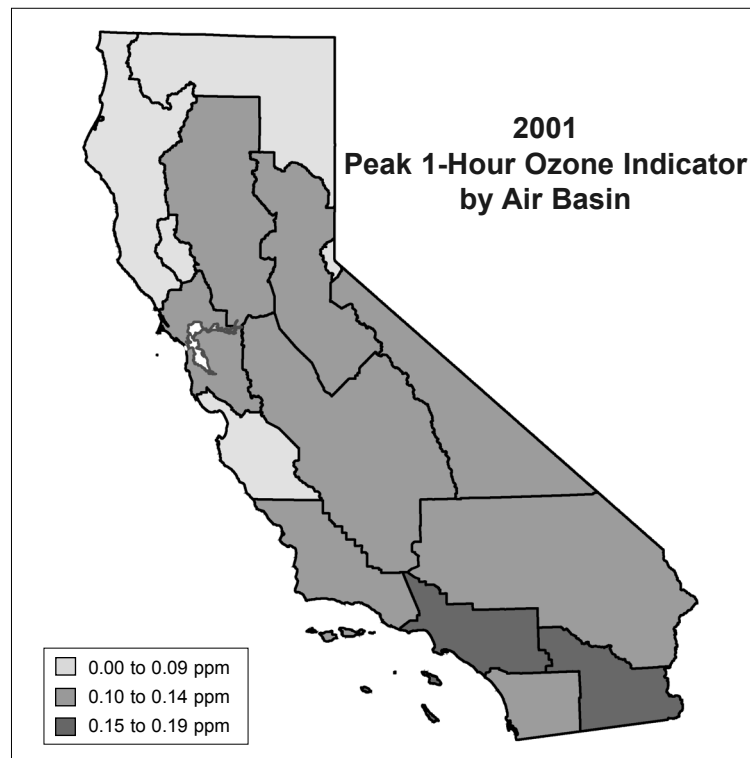 2001
Peak 1-Hour Ozone Indicator
by Air Basin
0.00 to 0.09 ppm
0.10 to 0.14 ppm
0.15 to 0.19 ppm